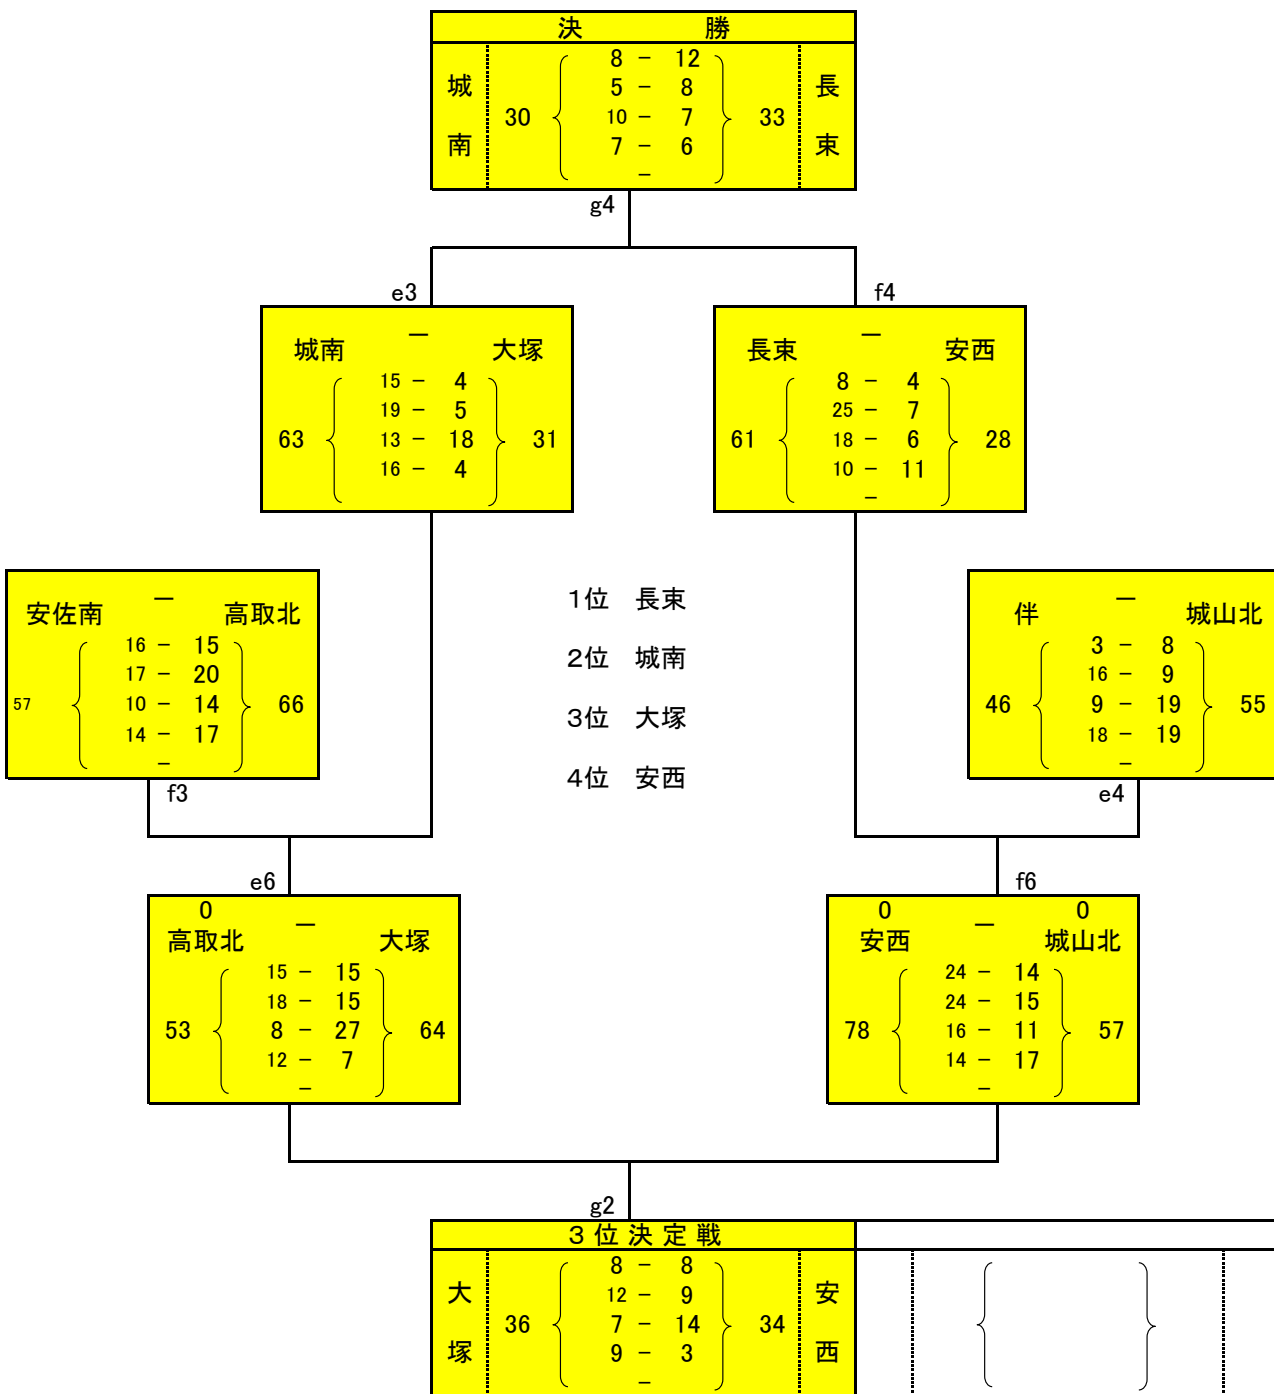 決 勝
城南 30 8 － 12 33 長束
5 － 8
10 － 7
7 － 6
－
g4
e3
f4
城南 － 大塚
15 － 4
19 － 5
63 13 － 18 31
16 － 4
長束 － 安西
8 － 4
25 － 7
61 18 － 6 28
10 － 11
－
安佐南 － 高取北
16 － 15
17 － 20
57 10 － 14 66
14 － 17
－
f3
1位 長束
2位 城南
3位 大塚
4位 安西
伴 － 城山北
3 － 8
16 － 9
46 9 － 19 55
18 － 19
－
e4
e6
f6
0
高取北 － 大塚
15 － 15
18 － 15
53 8 － 27 64
12 － 7
－
0 0
安西 － 城山北
24 － 14
24 － 15
78 16 － 11 57
14 － 17
－
g2
3位決定戦
大塚 36 8 － 8 34 安西
12 － 9
7 － 14
9 － 3
－